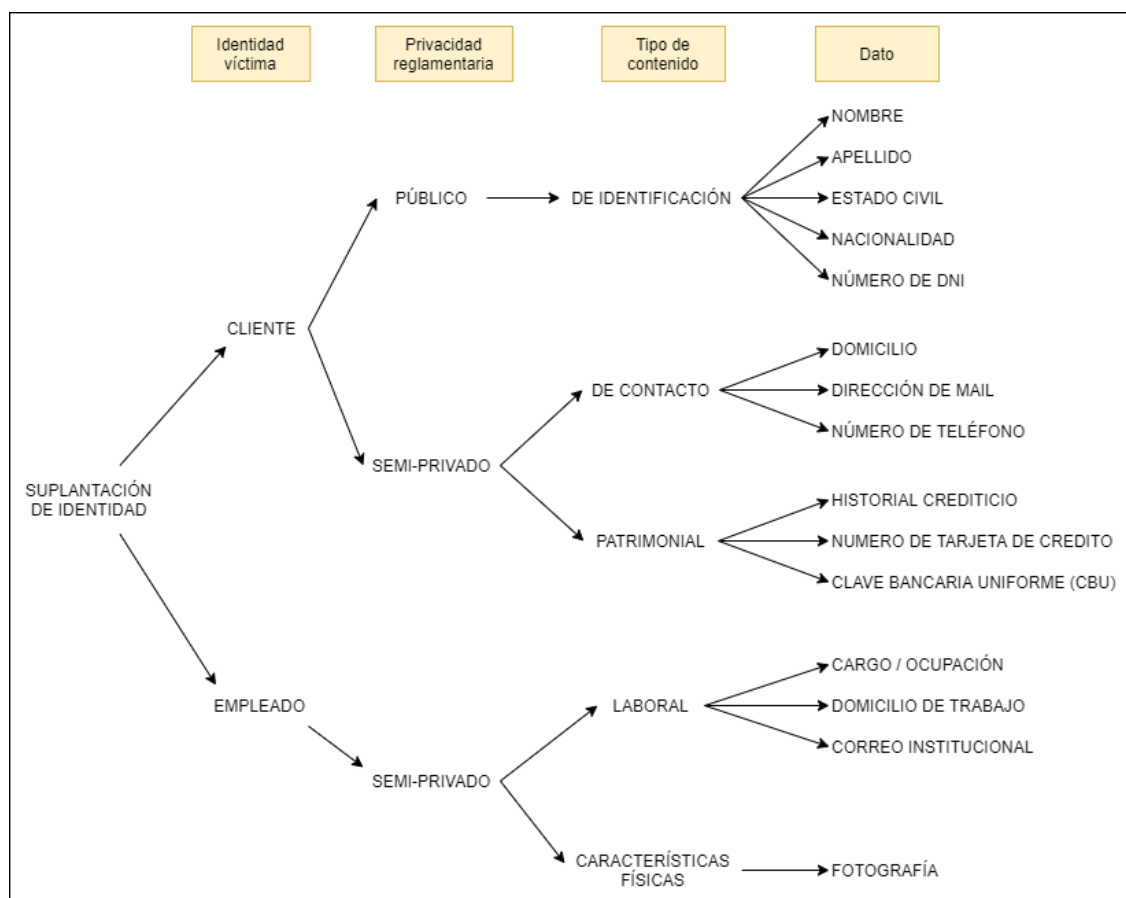 Identidad
víctima
Privacidad
reglamentaria
Tipo de
contenido
Dato
NOMBRE
APELLIDO
PÚBLICO
DE IDENTIFICACIÓN
ESTADO CIVIL
NACIONALIDAD
NÚMERO DE DNI
CLIENTE
DOMICILIO
DE CONTACTO
DIRECCIÓN DE MAIL
NÚMERO DE TELÉFONO
SEMI-PRIVADO
SUPLANTACIÓN
DE IDENTIDAD
HISTORIAL CREDITICIO
PATRIMONIAL
NUMERO DE TARJETA DE CREDITO
CLAVE BANCARIA UNIFORME (CBU)
CARGO / OCUPACIÓN
EMPLEADO
LABORAL
DOMICILIO DE TRABAJO
CORREO INSTITUCIONAL
SEMI-PRIVADO
CARACTERÍSTICAS
FÍSICAS
FOTOGRAFÍA